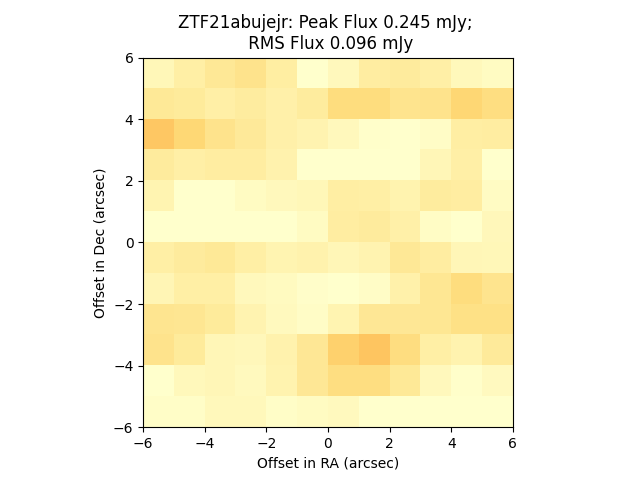 ZTF21abujejr: Peak Flux 0.245 mJy;
RMS Flux 0.096 mJy
6
4
2
0
−2
−4
−6
Offset in Dec (arcsec)
−6 −4 −2 0 2 4 6
Offset in RA (arcsec)